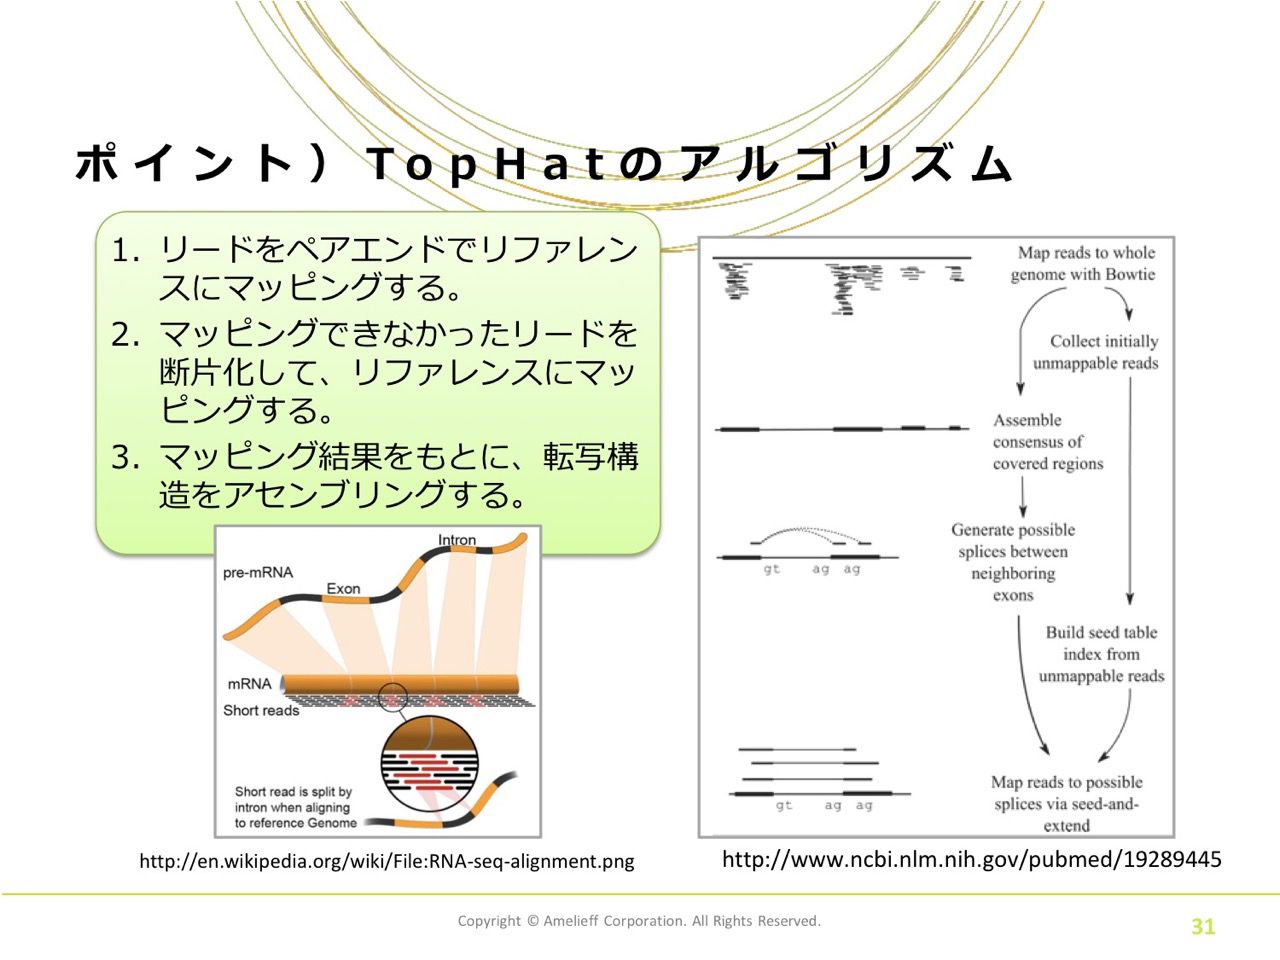 ポイント）TopHatのアルゴリズム
1. リードをペアエンドでリファレン
スにマッピングする。
2. マッピングできなかったリードを
断片化して、リファレンスにマッ
ピングする。
3. マッピング結果をもとに、転写構
造をアセンブリングする。
Intron
pre-mRNA
Exon
mRNA
Short reads
Short read is split by
intron when aligning
to reference Genome
http://en.wikipedia.org/wiki/File:RNA-seq-alignment.png
Map reads to whole
genome with Bowtie
Collect initially
unmappable reads
Assemble
consensus of
covered regions
Generate possible
splices between
neighboring
exons
gt ag ag
Build seed table
index from
unmappable reads
Map reads to possible
splices via seed-and-
extend
gt ag ag
http://www.ncbi.nlm.nih.gov/pubmed/19289445
Copyright © Amelieff Corporation. All Rights Reserved.
31